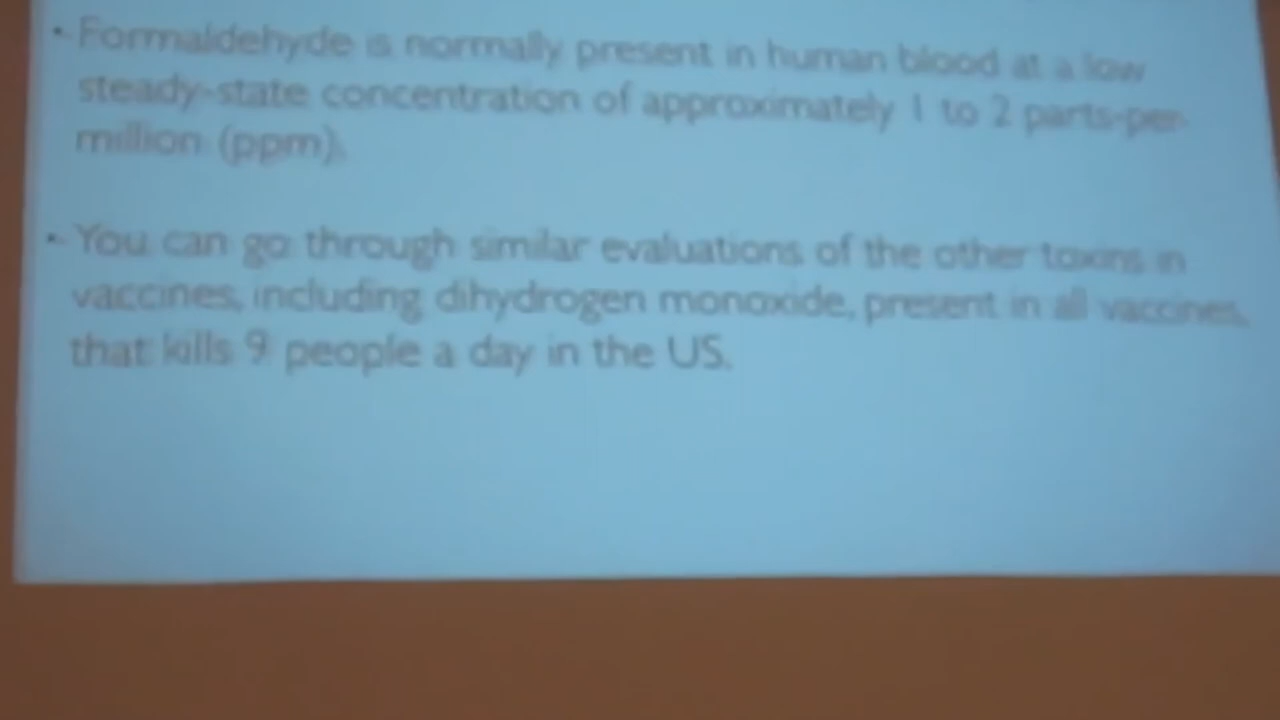 • Formaldehyde is normally present in human blood at a low
steady-state concentration of approximately 1 to 2 parts-per-
million (ppm).
• You can go through similar evaluations of the other toxins in
vaccines, including dihydrogen monoxide, present in all vaccines,
that kills 9 people a day in the US.